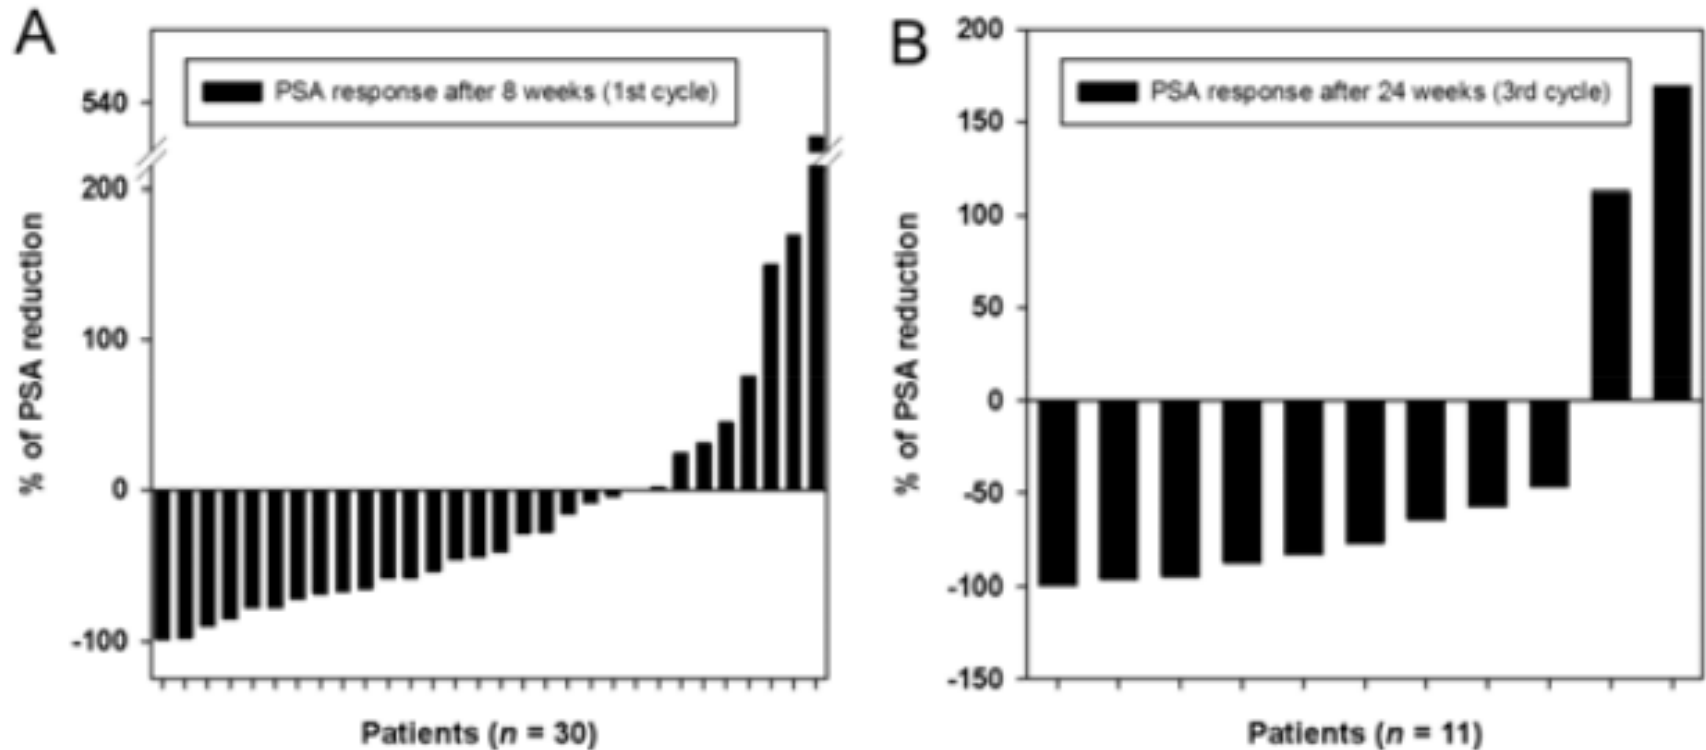 A
PSA response after 8 weeks (1st cycle)
540
200
100
0
-100
% of PSA reduction
Patients (n = 30)
B
PSA response after 24 weeks (3rd cycle)
200
150
100
50
0
-50
-100
-150
% of PSA reduction
Patients (n = 11)